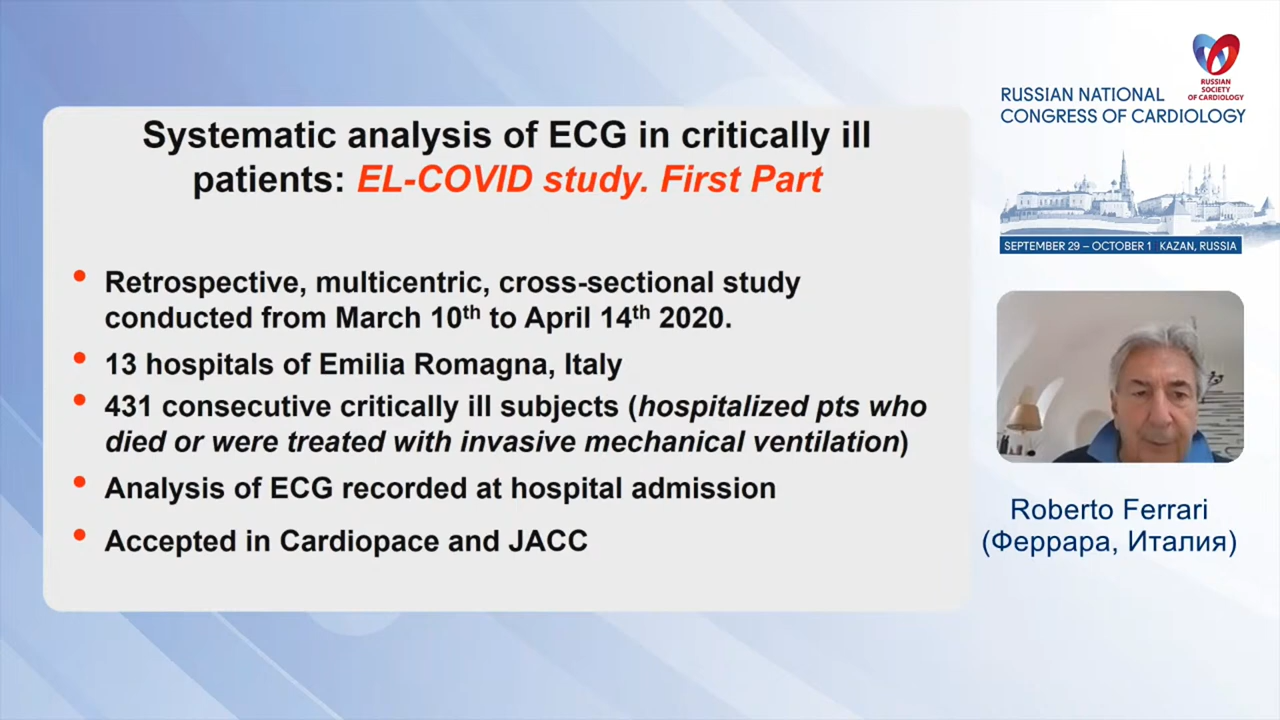 Systematic analysis of ECG in critically ill
patients: EL-COVID study. First Part
• Retrospective, multicentric, cross-sectional study
conducted from March 10th to April 14th 2020.
• 13 hospitals of Emilia Romagna, Italy
• 431 consecutive critically ill subjects (hospitalized pts who
died or were treated with invasive mechanical ventilation)
• Analysis of ECG recorded at hospital admission
• Accepted in Cardiopace and JACC
RUSSIAN
SOCIETY
OF CARDIOLOGY
RUSSIAN NATIONAL
CONGRESS OF CARDIOLOGY
SEPTEMBER 29 – OCTOBER 1 KAZAN, RUSSIA
Roberto Ferrari
(Феррара, Италия)